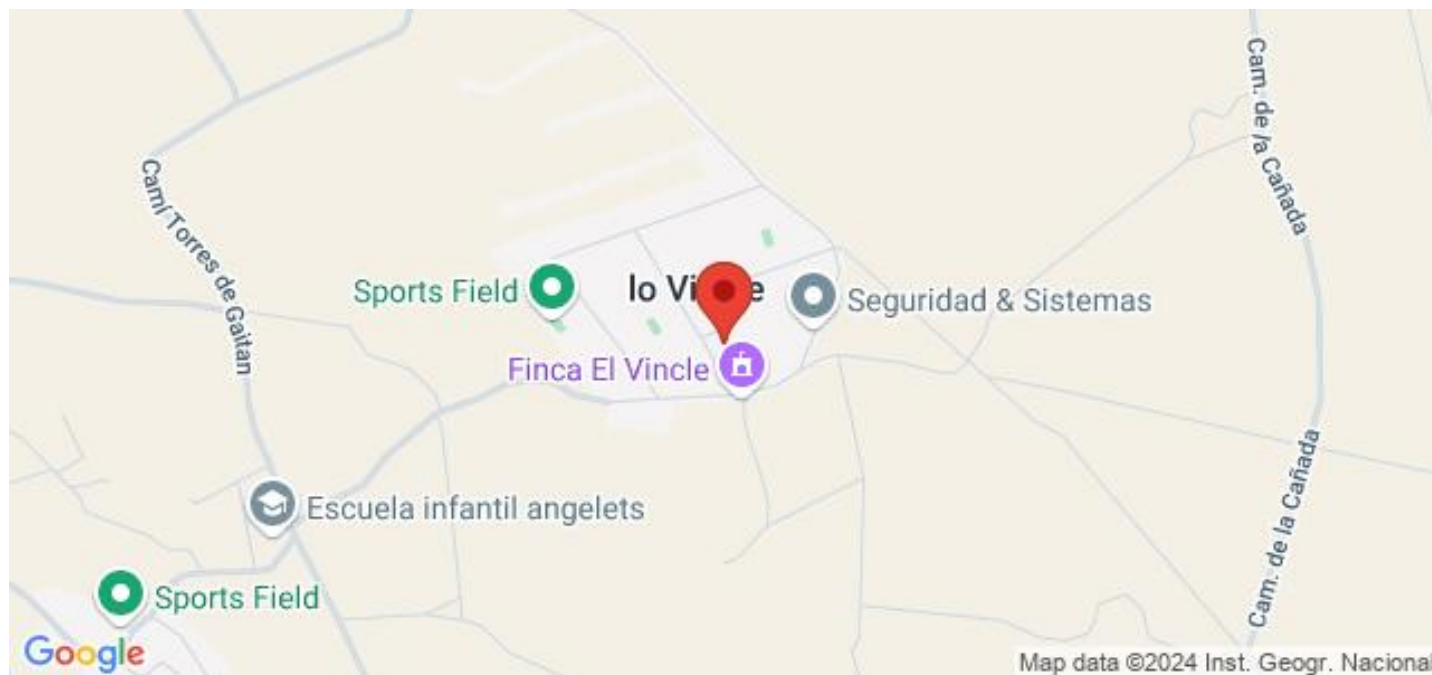 Cam. de la Cañada
Camí Torres de Gaitan
Sports Field
lo Vi
e
Seguridad & Sistemas
Finca El Vincle
Cam. de la Cañada
Escuela infantil angelets
Sports Field
Google
Map data ©2024 Inst. Geogr. Nacional